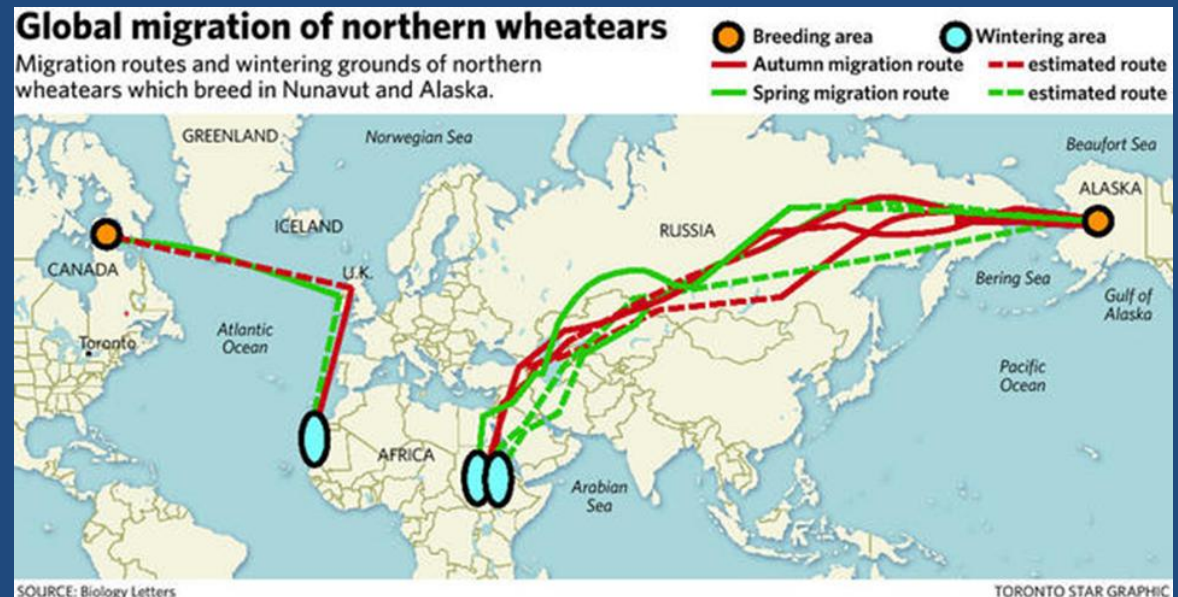 Global migration of northern wheatears
Migration routes and wintering grounds of northern
wheatears which breed in Nunavut and Alaska.
Breeding area
Wintering area
Autumn migration route
estimated route
Spring migration route
estimated route
GREENLAND
Norwegian Sea
Beaufort Sea
ALASKA
ICELAND
RUSSIA
CANADA
U.K.
Bering Sea
Gulf of
Alaska
Atlantic
Ocean
Toronto
Pacific
Ocean
AFRICA
Arabian
Sea
SOURCE: Biology Letters
TORONTO STAR GRAPHIC